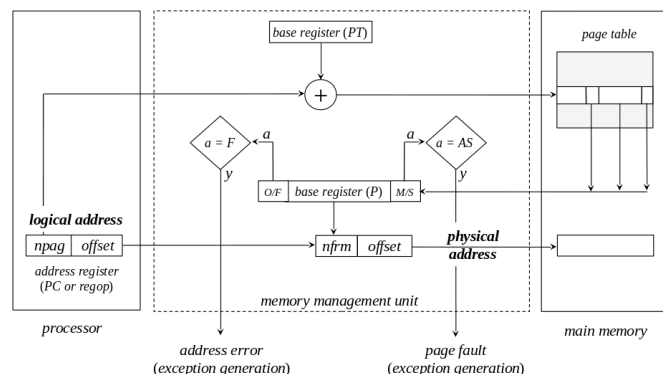 base register (PT)
page table
+
a = F
a
a
a = AS
y
y
O/F
base register (P)
M/S
logical address
npag
offset
nfrm
offset
physical
address
address register
(PC or regop)
memory management unit
processor
main memory
address error
(exception generation)
page fault
(exception generation)